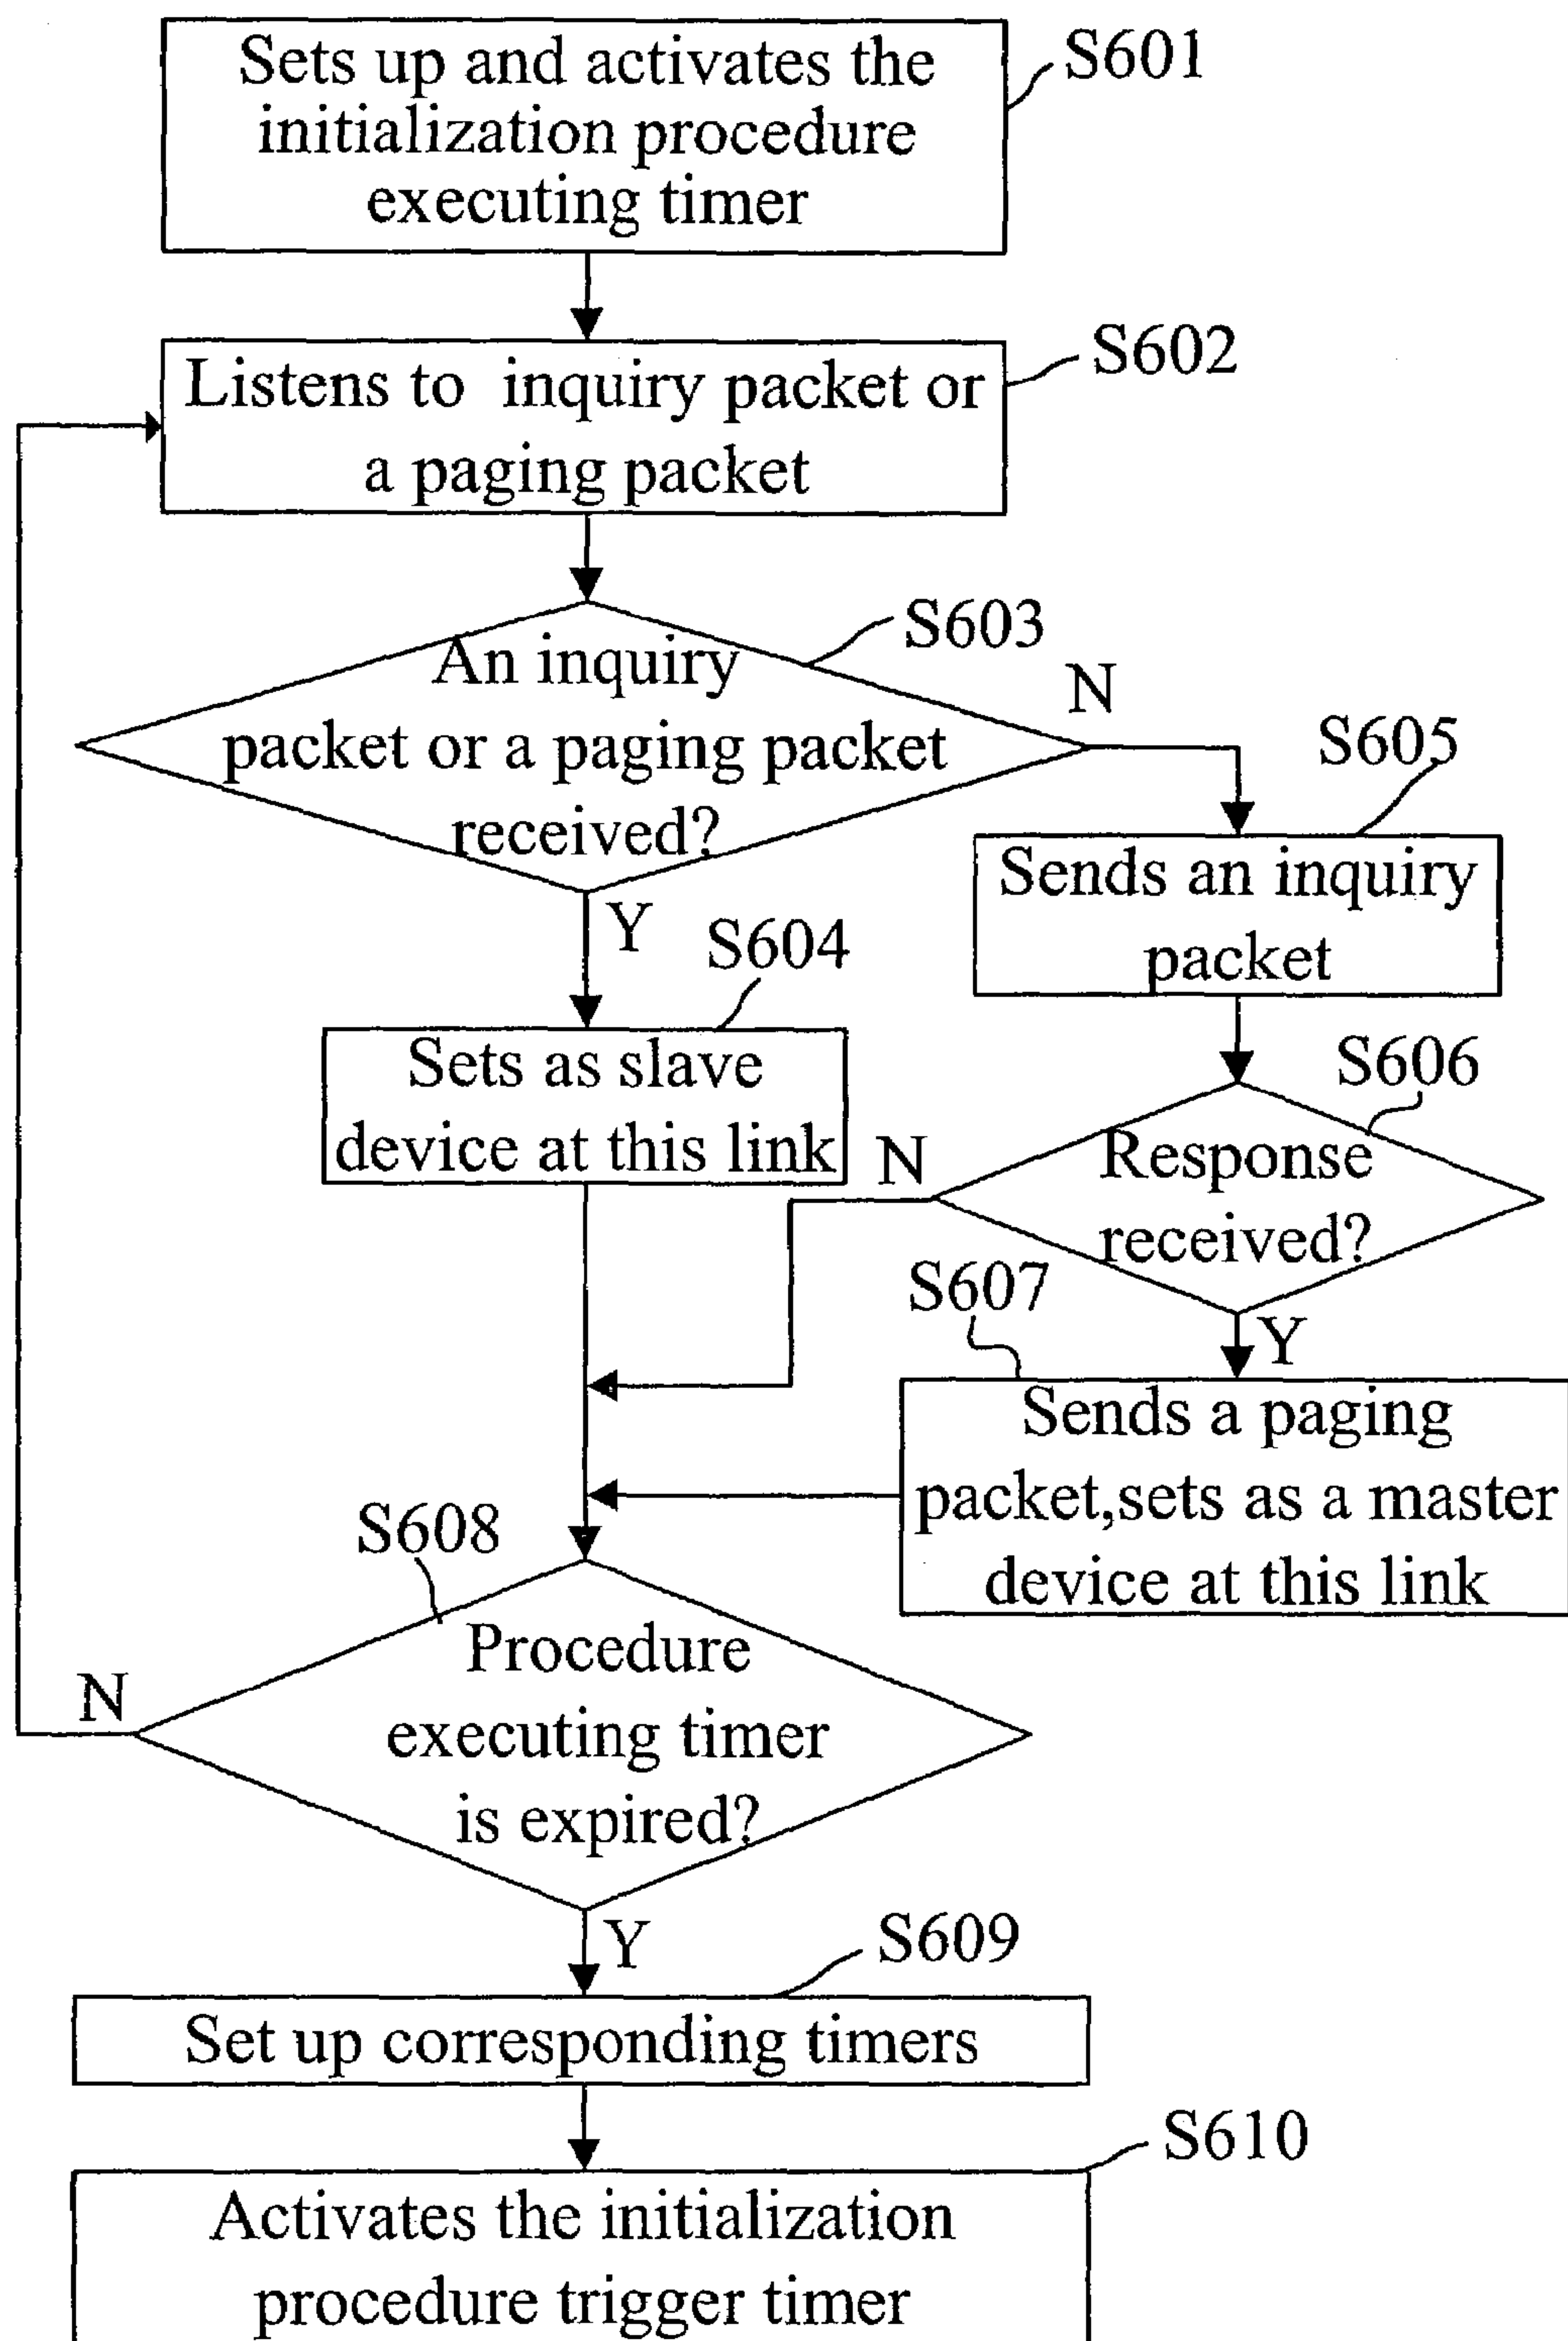 Sets up and activates the
initialization procedure
executing timer
S601
Listens to inquiry packet or
a paging packet
S602
An inquiry
packet or a paging packet
received?
S603
N
Y
S605
Sends an inquiry
packet
S604
Sets as slave
device at this link
S606
Response
received?
N
Y
S607
Sends a paging
packet,sets as a master
device at this link
S608
Procedure
executing timer
is expired?
N
Y
S609
Set up corresponding timers
S610
Activates the initialization
procedure trigger timer